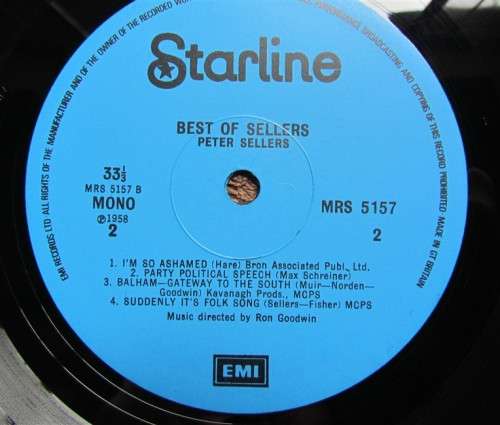 EMI RECORDS LTD ALL RIGHTS OF THE MANUFACTURER AND OF THE OWNER OF THE RECORDED WORK
PERFORMANCE BROADCASTING AND COPYING OF THIS RECORD PROHIBITED - MADE IN GT BRITAIN
Starline
BEST OF SELLERS
PETER SELLERS
33⅓
MRS 5157 B
MONO
MRS 5157
℗1958
2
2
1. I'M SO ASHAMED (Hare) Bron Associated Publ. Ltd.
2. PARTY POLITICAL SPEECH (Max Schreiner)
3. BALHAM—GATEWAY TO THE SOUTH (Muir—Norden—
Goodwin) Kavanagh Prods., MCPS
4. SUDDENLY IT'S FOLK SONG (Sellers—Fisher) MCPS
Music directed by Ron Goodwin
EMI